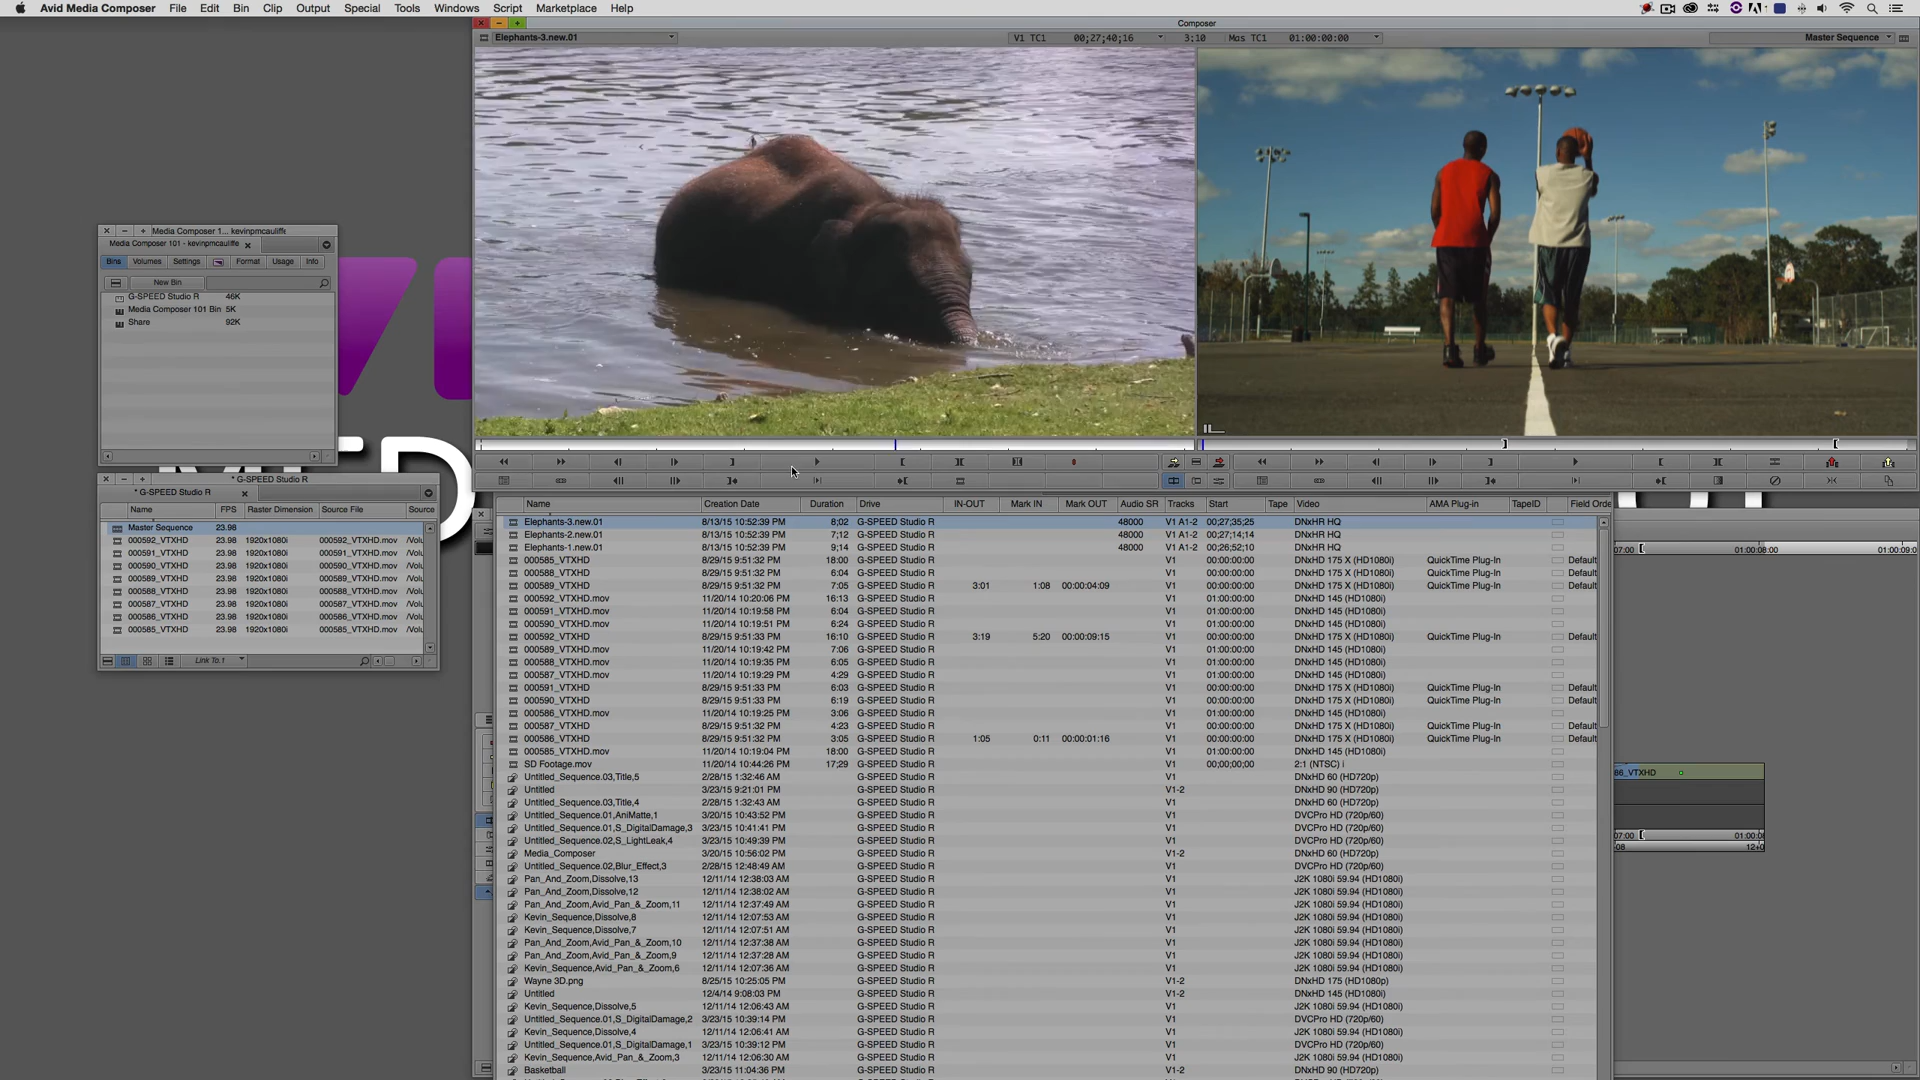 Avid Media Composer File Edit Bin Clip Output Special Tools Windows Script Marketplace Help
Composer
Elephants-3.new.01 V1 TC1 00;27;40;16 3;10 Mas TC1 01:00:00:00 Master Sequence
Media Composer 1... kevinpmcauliffe
Media Composer 101 - kevinpmcauliffe
Bins Volumes Settings Format Usage Info
New Bin
G-SPEED Studio R 46K
Media Composer 101 Bin 5K
Share 92K
* G-SPEED Studio R
* G-SPEED Studio R
Name FPS Raster Dimension Source File Source
Master Sequence 23.98
000592_VTXHD 23.98 1920x1080i 000592_VTXHD.mov /Volu
000591_VTXHD 23.98 1920x1080i 000591_VTXHD.mov /Volu
000590_VTXHD 23.98 1920x1080i 000590_VTXHD.mov /Volu
000589_VTXHD 23.98 1920x1080i 000589_VTXHD.mov /Volu
000588_VTXHD 23.98 1920x1080i 000588_VTXHD.mov /Volu
000587_VTXHD 23.98 1920x1080i 000587_VTXHD.mov /Volu
000586_VTXHD 23.98 1920x1080i 000586_VTXHD.mov /Volu
000585_VTXHD 23.98 1920x1080i 000585_VTXHD.mov /Volu
Link To.1
Name Creation Date Duration Drive IN-OUT Mark IN Mark OUT Audio SR Tracks Start Tape Video AMA Plug-in TapeID Field Orde
Elephants-3.new.01 8/13/15 10:52:39 PM 8;02 G-SPEED Studio R 48000 V1 A1-2 00;27;35;25 DNxHR HQ
Elephants-2.new.01 8/13/15 10:52:39 PM 7;12 G-SPEED Studio R 48000 V1 A1-2 00;27;14;14 DNxHR HQ
Elephants-1.new.01 8/13/15 10:52:39 PM 9;14 G-SPEED Studio R 48000 V1 A1-2 00;26;52;10 DNxHR HQ
000585_VTXHD 8/29/15 9:51:32 PM 18:00 G-SPEED Studio R V1 00:00:00:00 DNxHD 175 X (HD1080i) QuickTime Plug-In Default
000588_VTXHD 8/29/15 9:51:32 PM 6:04 G-SPEED Studio R V1 00:00:00:00 DNxHD 175 X (HD1080i) QuickTime Plug-In Default
000589_VTXHD 8/29/15 9:51:32 PM 7:05 G-SPEED Studio R 3:01 1:08 00:00:04:09 V1 00:00:00:00 DNxHD 175 X (HD1080i) QuickTime Plug-In Default
000592_VTXHD.mov 11/20/14 10:20:06 PM 16:13 G-SPEED Studio R V1 01:00:00:00 DNxHD 145 (HD1080i)
000591_VTXHD.mov 11/20/14 10:19:58 PM 6:04 G-SPEED Studio R V1 01:00:00:00 DNxHD 145 (HD1080i)
000590_VTXHD.mov 11/20/14 10:19:51 PM 6:24 G-SPEED Studio R V1 01:00:00:00 DNxHD 145 (HD1080i)
000592_VTXHD 8/29/15 9:51:33 PM 16:10 G-SPEED Studio R 3:19 5:20 00:00:09:15 V1 00:00:00:00 DNxHD 175 X (HD1080i) QuickTime Plug-In Default
000589_VTXHD.mov 11/20/14 10:19:42 PM 7:06 G-SPEED Studio R V1 01:00:00:00 DNxHD 145 (HD1080i)
000588_VTXHD.mov 11/20/14 10:19:35 PM 6:05 G-SPEED Studio R V1 01:00:00:00 DNxHD 145 (HD1080i)
000587_VTXHD.mov 11/20/14 10:19:29 PM 4:29 G-SPEED Studio R V1 01:00:00:00 DNxHD 145 (HD1080i)
000591_VTXHD 8/29/15 9:51:33 PM 6:03 G-SPEED Studio R V1 00:00:00:00 DNxHD 175 X (HD1080i) QuickTime Plug-In Default
000590_VTXHD 8/29/15 9:51:33 PM 6:19 G-SPEED Studio R V1 00:00:00:00 DNxHD 175 X (HD1080i) QuickTime Plug-In Default
000586_VTXHD.mov 11/20/14 10:19:25 PM 3:06 G-SPEED Studio R V1 01:00:00:00 DNxHD 145 (HD1080i)
000587_VTXHD 8/29/15 9:51:32 PM 4:23 G-SPEED Studio R V1 00:00:00:00 DNxHD 175 X (HD1080i) QuickTime Plug-In Default
000586_VTXHD 8/29/15 9:51:32 PM 3:05 G-SPEED Studio R 1:05 0:11 00:00:01:16 V1 00:00:00:00 DNxHD 175 X (HD1080i) QuickTime Plug-In Default
000585_VTXHD.mov 11/20/14 10:19:04 PM 18:00 G-SPEED Studio R V1 01:00:00:00 DNxHD 145 (HD1080i)
SD Footage.mov 11/20/14 10:44:26 PM 17;29 G-SPEED Studio R V1 00;00;00;00 2:1 (NTSC) i
Untitled_Sequence.03,Title,5 2/28/15 1:32:46 AM G-SPEED Studio R V1 DNxHD 60 (HD720p)
Untitled 3/23/15 9:21:01 PM G-SPEED Studio R V1-2 DNxHD 90 (HD720p)
Untitled_Sequence.03,Title,4 2/28/15 1:32:43 AM G-SPEED Studio R V1 DNxHD 60 (HD720p)
Untitled_Sequence.01,AniMatte,1 3/20/15 10:43:52 PM G-SPEED Studio R V1 DVCPro HD (720p/60)
Untitled_Sequence.01,S_DigitalDamage,3 3/23/15 10:41:41 PM G-SPEED Studio R V1 DVCPro HD (720p/60)
Untitled_Sequence.02,S_LightLeak,4 3/23/15 10:49:39 PM G-SPEED Studio R V1 DVCPro HD (720p/60)
Media_Composer 3/20/15 10:56:02 PM G-SPEED Studio R V1-2 DNxHD 60 (HD720p)
Untitled_Sequence.02,Blur_Effect,3 2/28/15 12:48:49 AM G-SPEED Studio R V1 DVCPro HD (720p/60)
Pan_And_Zoom,Dissolve,13 12/11/14 12:38:03 AM G-SPEED Studio R V1 J2K 1080i 59.94 (HD1080i)
Pan_And_Zoom,Dissolve,12 12/11/14 12:38:02 AM G-SPEED Studio R V1 J2K 1080i 59.94 (HD1080i)
Pan_And_Zoom,Avid_Pan_&_Zoom,11 12/11/14 12:37:49 AM G-SPEED Studio R V1 J2K 1080i 59.94 (HD1080i)
Kevin_Sequence,Dissolve,8 12/11/14 12:07:53 AM G-SPEED Studio R V1 J2K 1080i 59.94 (HD1080i)
Kevin_Sequence,Dissolve,7 12/11/14 12:07:51 AM G-SPEED Studio R V1 J2K 1080i 59.94 (HD1080i)
Pan_And_Zoom,Avid_Pan_&_Zoom,10 12/11/14 12:37:38 AM G-SPEED Studio R V1 J2K 1080i 59.94 (HD1080i)
Pan_And_Zoom,Avid_Pan_&_Zoom,9 12/11/14 12:37:28 AM G-SPEED Studio R V1 J2K 1080i 59.94 (HD1080i)
Kevin_Sequence,Avid_Pan_&_Zoom,6 12/11/14 12:07:36 AM G-SPEED Studio R V1 J2K 1080i 59.94 (HD1080i)
Wayne 3D.png 8/25/15 10:25:05 PM G-SPEED Studio R V1-2 DNxHD 175 (HD1080i)
Untitled 12/4/14 9:08:03 PM G-SPEED Studio R V1-2 DNxHD 145 (HD1080i)
Kevin_Sequence,Dissolve,5 12/11/14 12:06:43 AM G-SPEED Studio R V1 J2K 1080i 59.94 (HD1080i)
Untitled_Sequence.01,S_DigitalDamage,2 3/23/15 10:39:14 PM G-SPEED Studio R V1 DVCPro HD (720p/60)
Kevin_Sequence,Dissolve,4 12/11/14 12:06:41 AM G-SPEED Studio R V1 J2K 1080i 59.94 (HD1080i)
Untitled_Sequence.01,S_DigitalDamage,1 3/23/15 10:39:12 PM G-SPEED Studio R V1 DVCPro HD (720p/60)
Kevin_Sequence,Avid_Pan_&_Zoom,3 12/11/14 12:06:30 AM G-SPEED Studio R V1 J2K 1080i 59.94 (HD1080i)
Basketball 3/23/15 11:04:36 PM G-SPEED Studio R V1-2 DNxHD 90 (HD720p)
07:00 01:00:08:00 01:00:09:0
86_VTXHD
07:00 01:00:08
-08 12+0